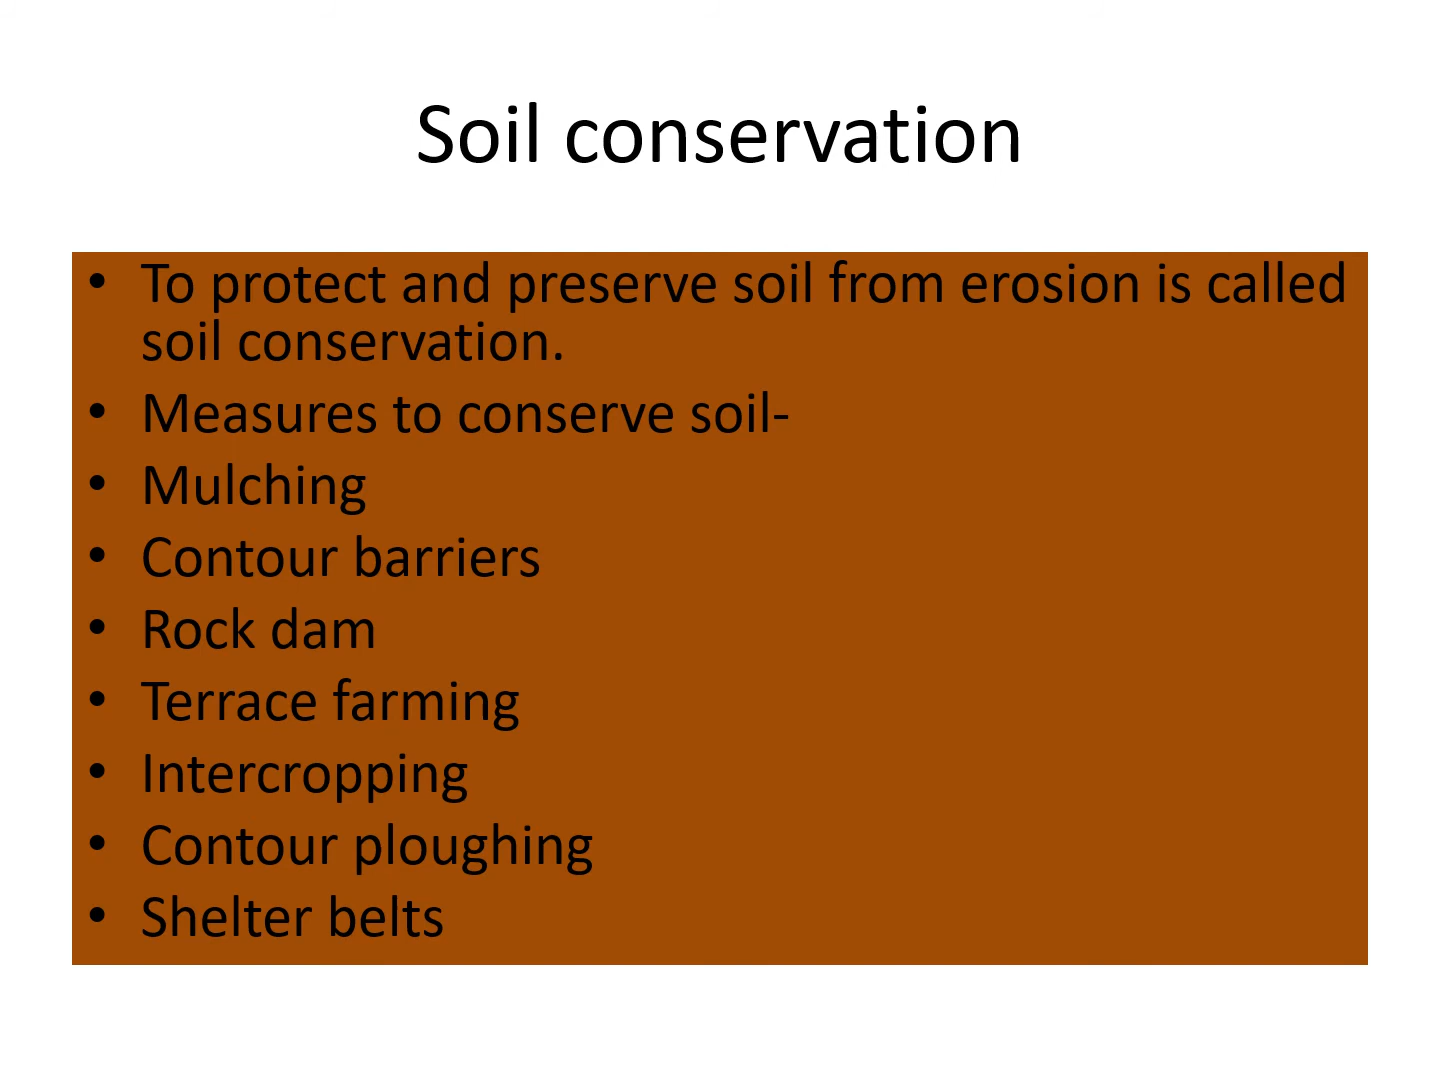 Soil conservation
• To protect and preserve soil from erosion is called
soil conservation.
• Measures to conserve soil-
• Mulching
• Contour barriers
• Rock dam
• Terrace farming
• Intercropping
• Contour ploughing
• Shelter belts